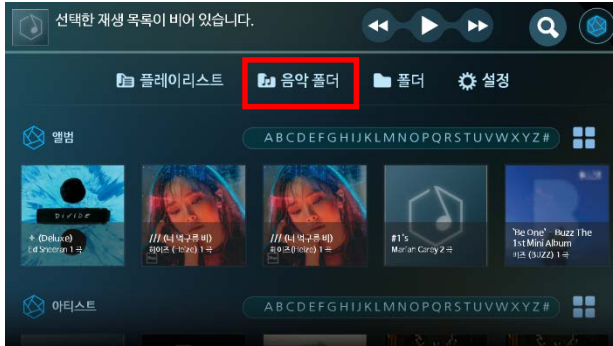 선택한 재생 목록이 비어 있습니다.
플레이리스트 음악 폴더 폴더 설정
앨범 ABCDEFGHIJKLMNOPQRSTUVWXYZ#
DIVIDE
÷ (Deluxe)
Ed Sheeran 1 곡
/// (너 먹구름 비)
헤이즈 (Heize) 1 곡
/// (너 먹구름 비)
헤이즈 (Heize) 1 곡
#1's
Mariah Carey 2 곡
'Be One' - Buzz The
1st Mini Album
버즈 (BUZZ) 1 곡
아티스트 ABCDEFGHIJKLMNOPQRSTUVWXYZ#